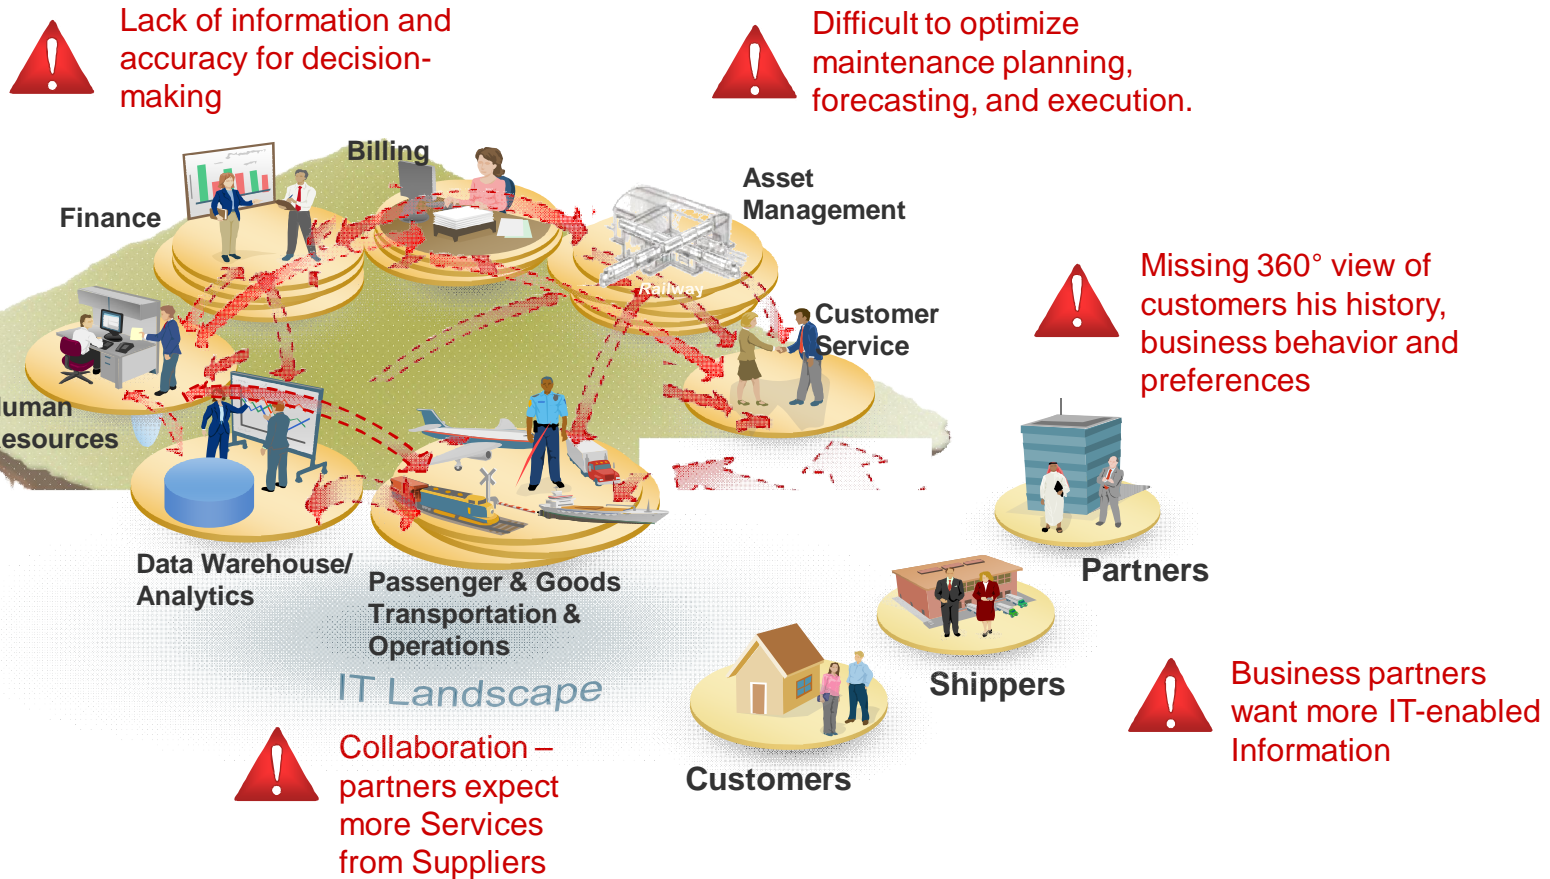 Lack of information and
accuracy for decision-
making
Difficult to optimize
maintenance planning,
forecasting, and execution.
Billing
Finance
Asset
Management
Railway
Customer
Service
Missing 360° view of
customers his history,
business behavior and
preferences
Human
Resources
Data Warehouse/
Analytics
Passenger & Goods
Transportation &
Operations
IT Landscape
Partners
Shippers
Customers
Business partners
want more IT-enabled
Information
Collaboration –
partners expect
more Services
from Suppliers